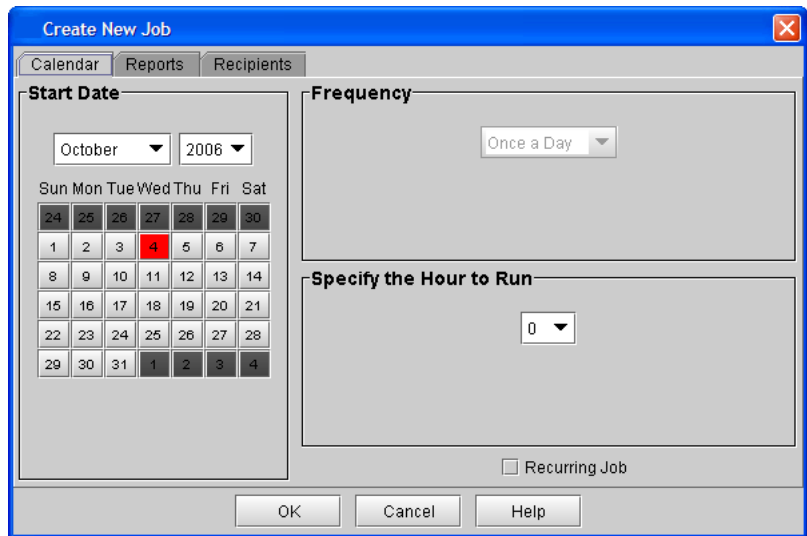 Create New Job
Calendar Reports Recipients
Start Date
October 2006
Sun Mon Tue Wed Thu Fri Sat
24 25 26 27 28 29 30
1 2 3 4 5 6 7
8 9 10 11 12 13 14
15 16 17 18 19 20 21
22 23 24 25 26 27 28
29 30 31 1 2 3 4
Frequency
Once a Day
Specify the Hour to Run
0
Recurring Job
OK Cancel Help